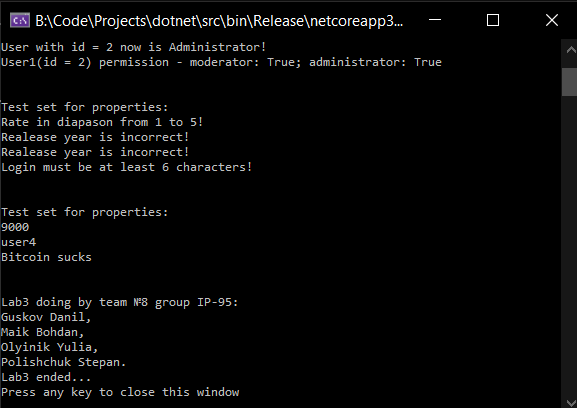 B:\Code\Projects\dotnet\src\bin\Release\netcoreapp3...
User with id = 2 now is Administrator!
User1(id = 2) permission - moderator: True; administrator: True
Test set for properties:
Rate in diapason from 1 to 5!
Realease year is incorrect!
Realease year is incorrect!
Login must be at least 6 characters!
Test set for properties:
9000
user4
Bitcoin sucks
Lab3 doing by team №8 group IP-95:
Guskov Danil,
Maik Bohdan,
Olyinik Yulia,
Polishchuk Stepan.
Lab3 ended...
Press any key to close this window